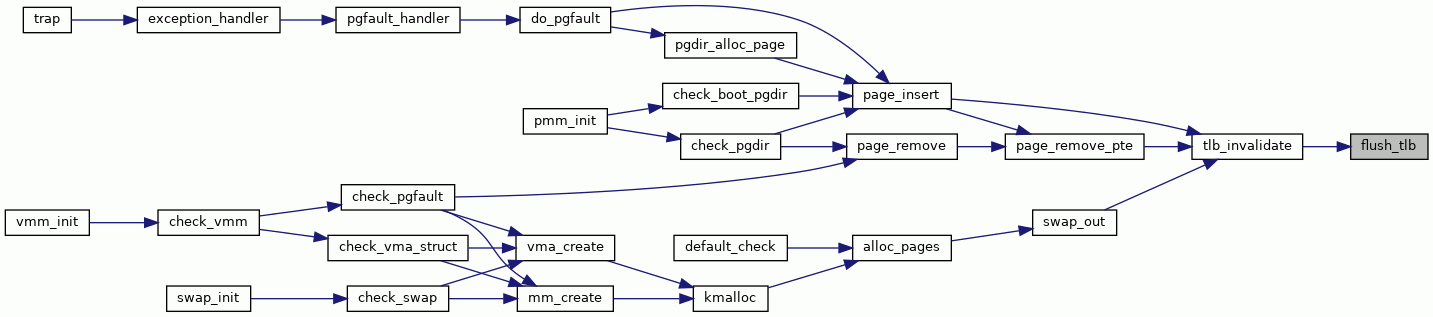 trap
exception_handler
pgfault_handler
do_pgfault
pgdir_alloc_page
check_boot_pgdir
page_insert
pmm_init
check_pgdir
page_remove
page_remove_pte
tlb_invalidate
flush_tlb
check_pgfault
vmm_init
check_vmm
swap_out
check_vma_struct
vma_create
default_check
alloc_pages
swap_init
check_swap
mm_create
kmalloc